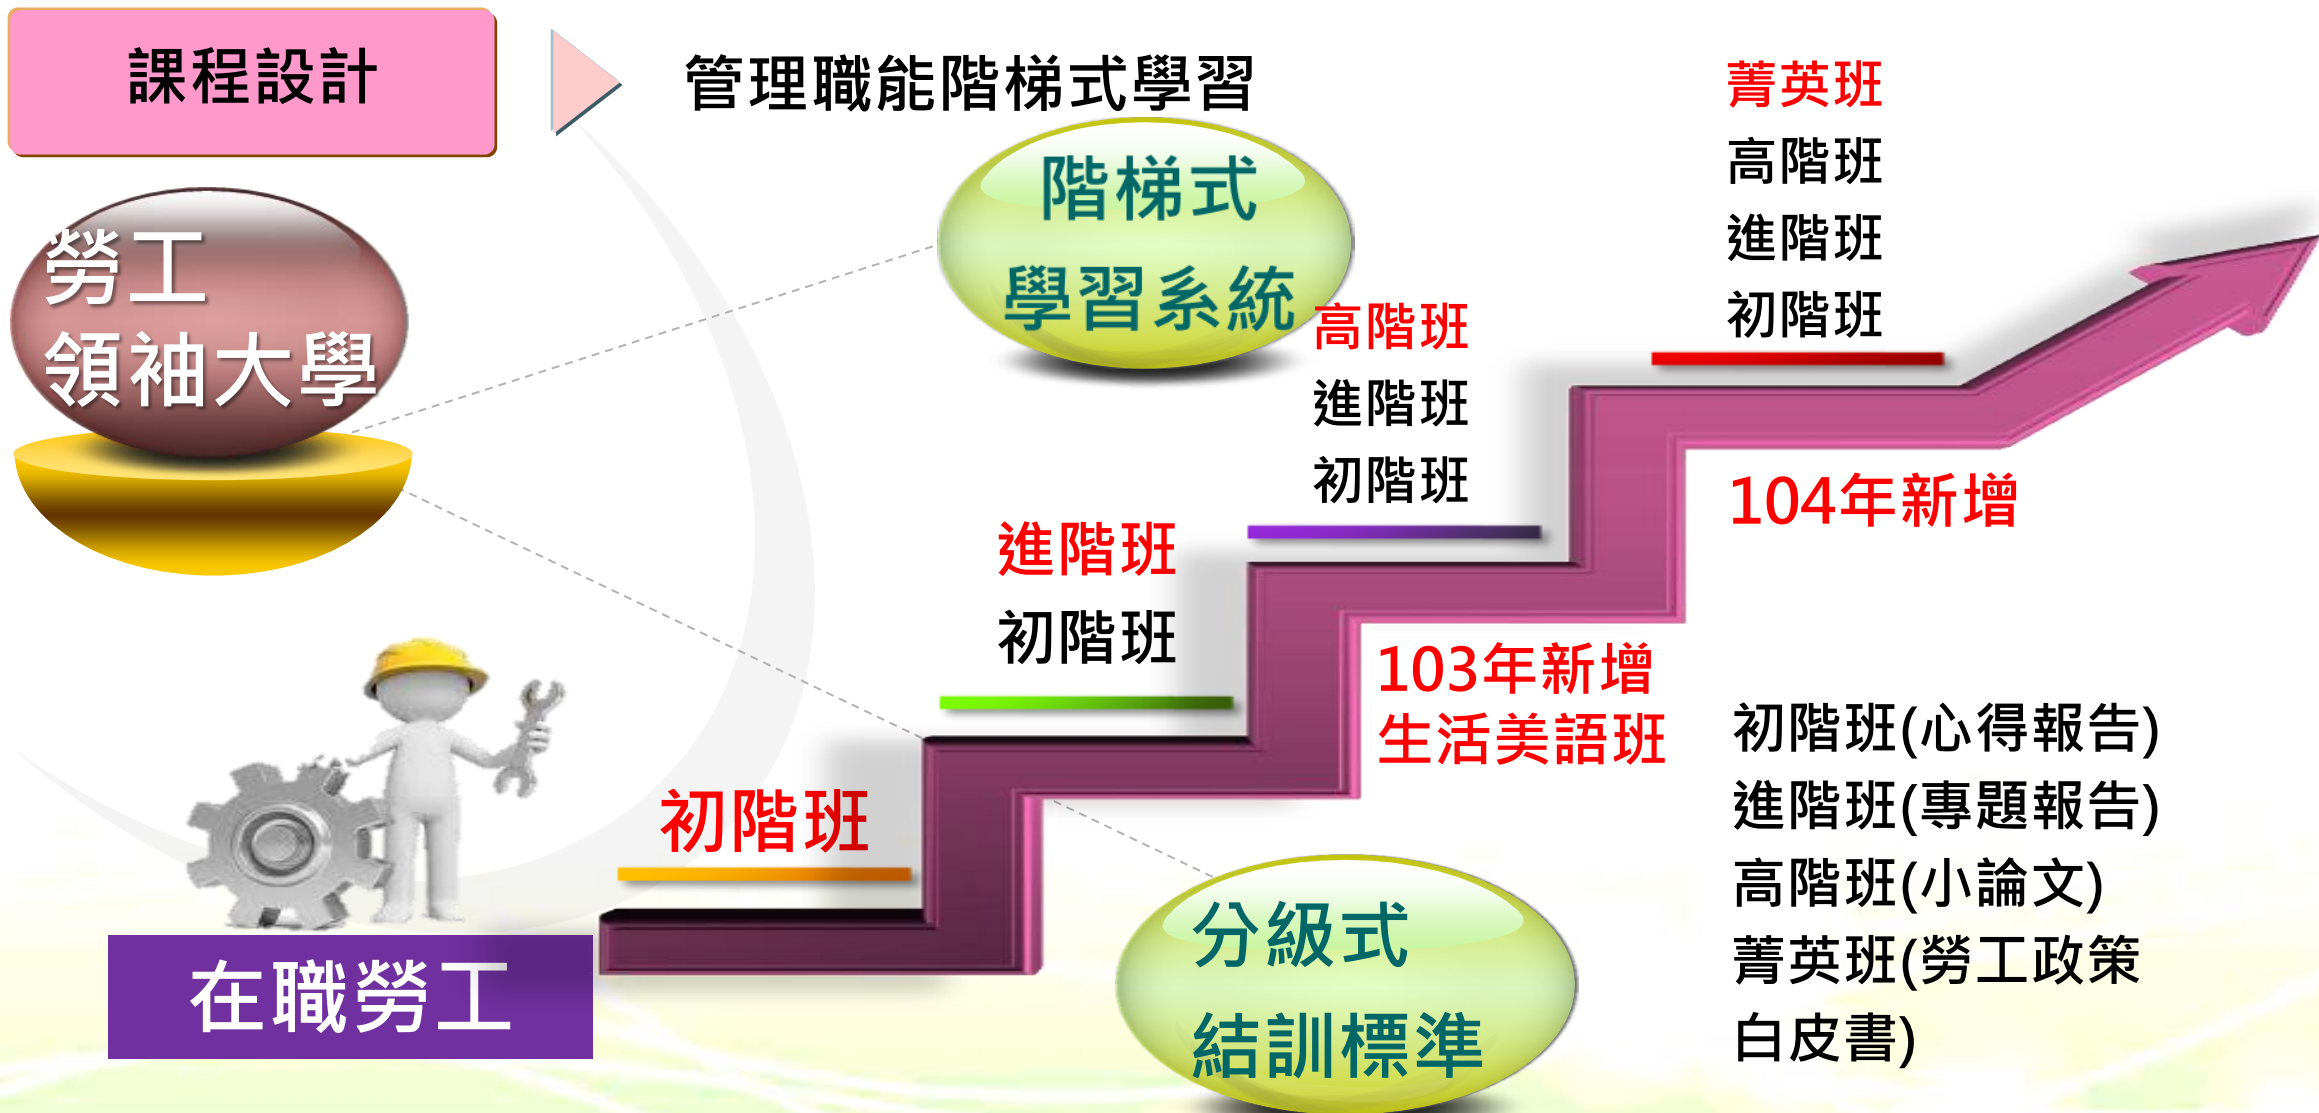 課程設計
管理職能階梯式學習
勞工
領袖大學
階梯式
學習系統
菁英班
高階班
進階班
初階班
高階班
進階班
初階班
進階班
初階班
初階班
104年新增
103年新增
生活美語班
在職勞工
分級式
結訓標準
初階班(心得報告)
進階班(專題報告)
高階班(小論文)
菁英班(勞工政策
白皮書)